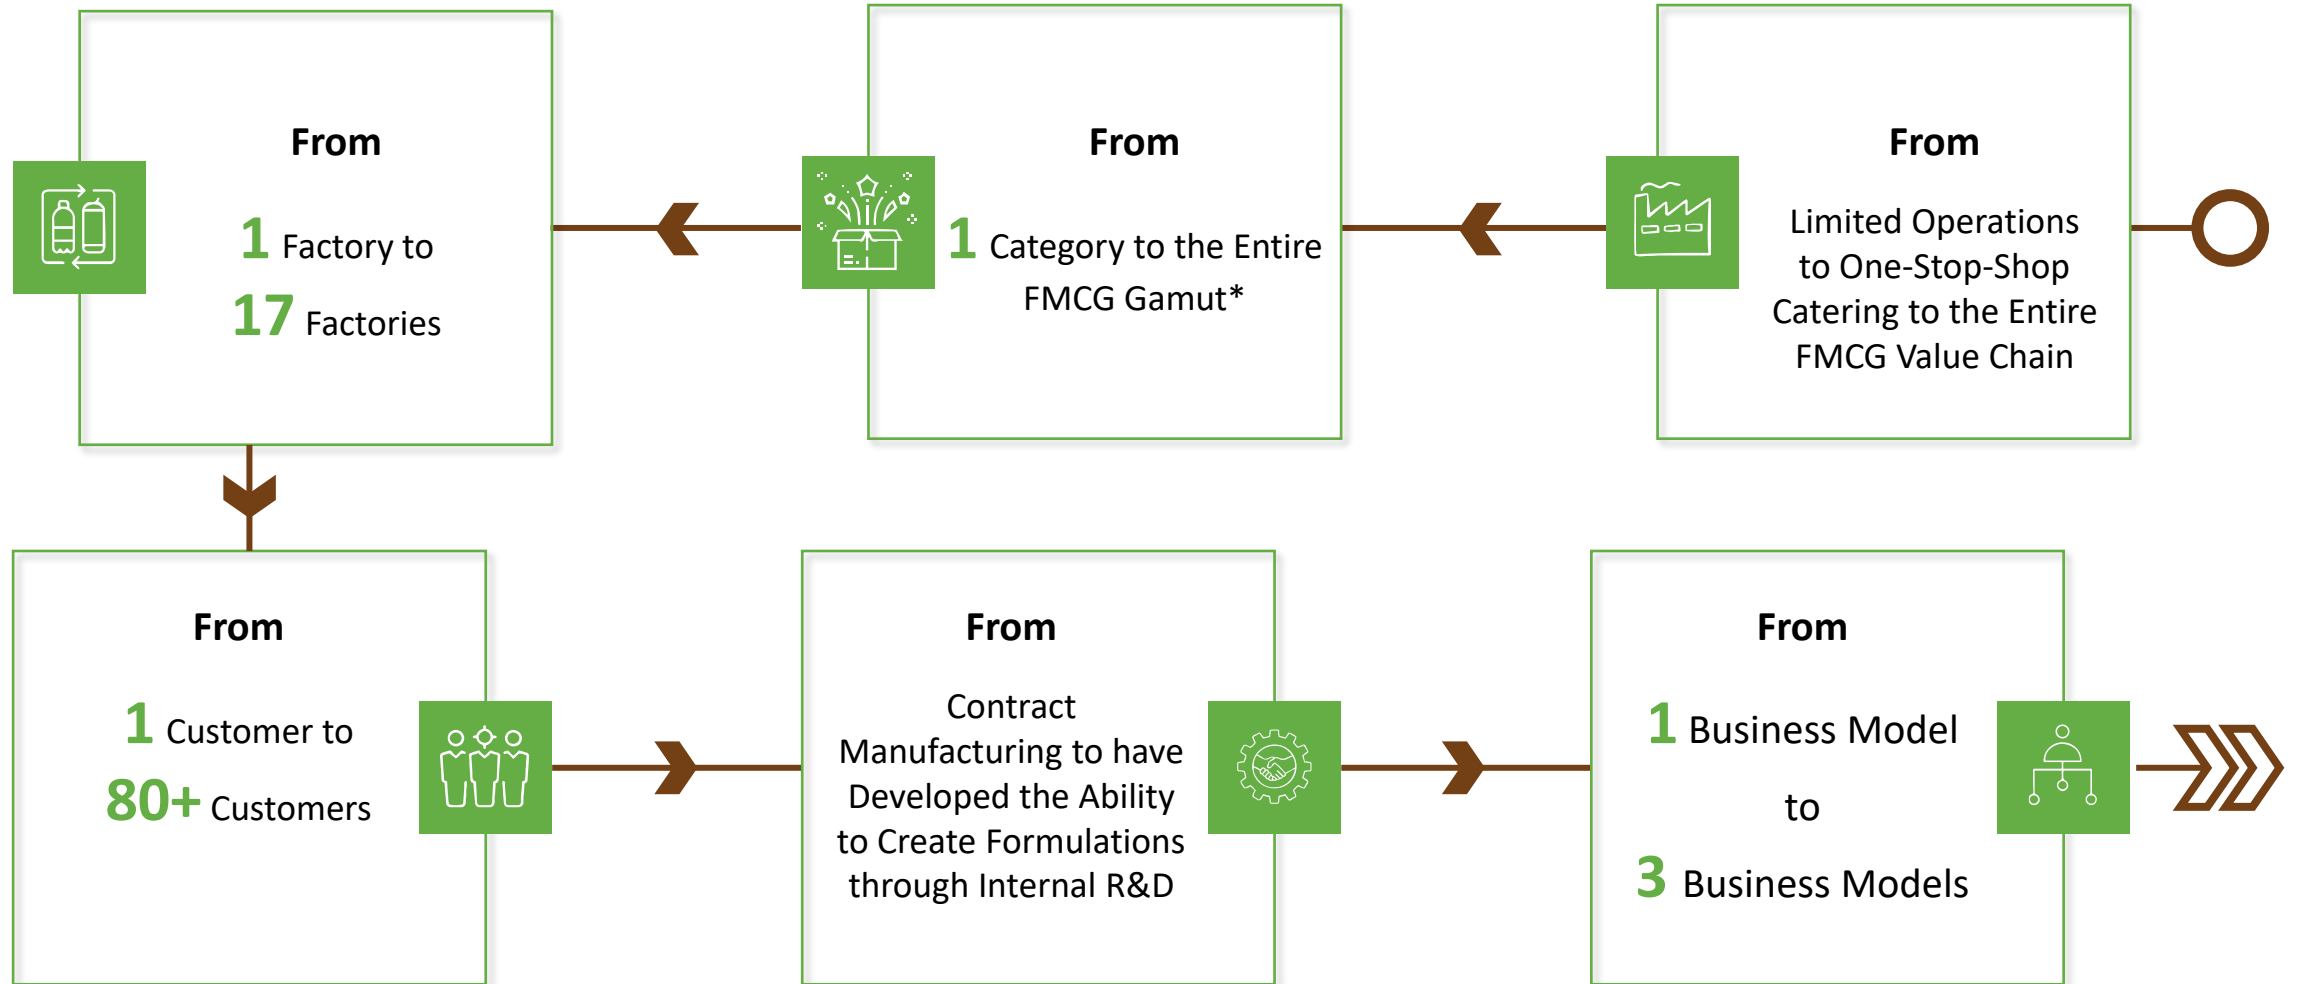 From
1 Factory to
17 Factories
From
1 Category to the Entire
FMCG Gamut*
From
Limited Operations
to One-Stop-Shop
Catering to the Entire
FMCG Value Chain
From
1 Customer to
80+ Customers
From
Contract
Manufacturing to have
Developed the Ability
to Create Formulations
through Internal R&D
From
1 Business Model
to
3 Business Models